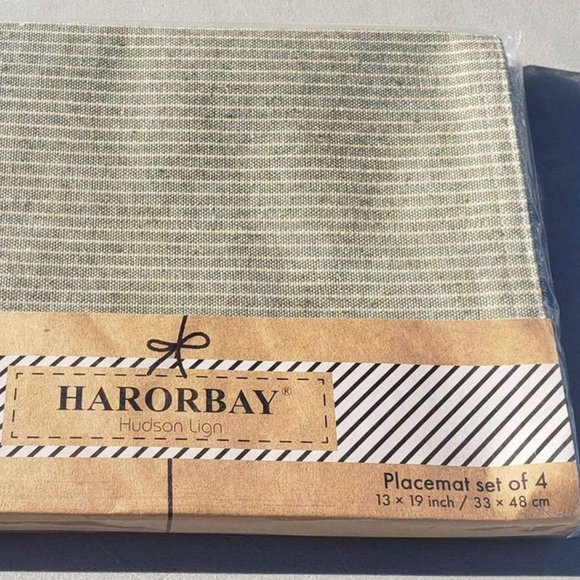 HARORBAY®
Hudson Lign
Placemat set of 4
13 × 19 inch / 33 × 48 cm